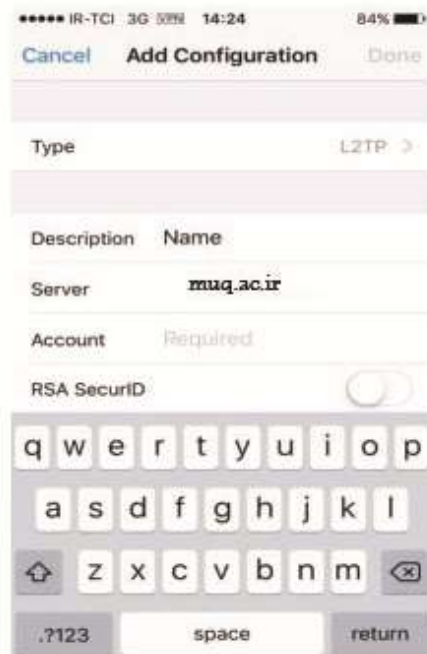 IR-TCI 3G VPN 14:24 84%
Cancel Add Configuration Done
Type L2TP
Description Name
Server muq.ac.ir
Account Required
RSA SecurID
q w e r t y u i o p
a s d f g h j k l
z x c v b n m
.?123 space return